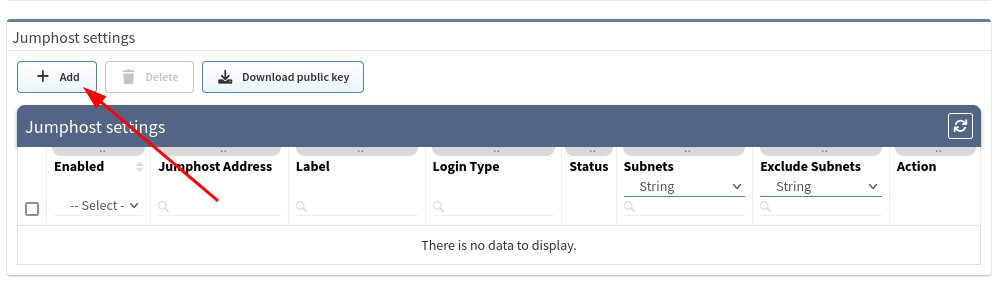 Jumphost settings
Add Delete Download public key
Jumphost settings
Enabled Jumphost Address Label Login Type Status Subnets Exclude Subnets Action
String String
-- Select -
There is no data to display.